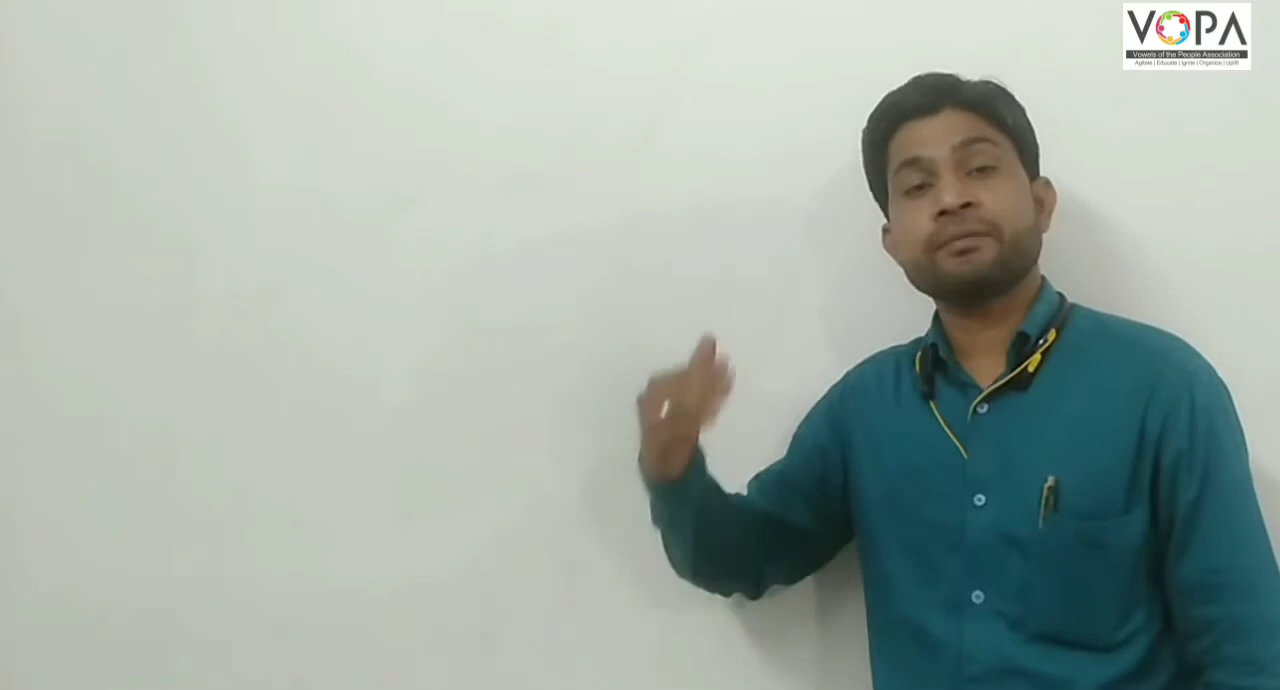 VOPA
Vowels of the People Association
Agitate | Educate | Ignite | Organize | Uplift